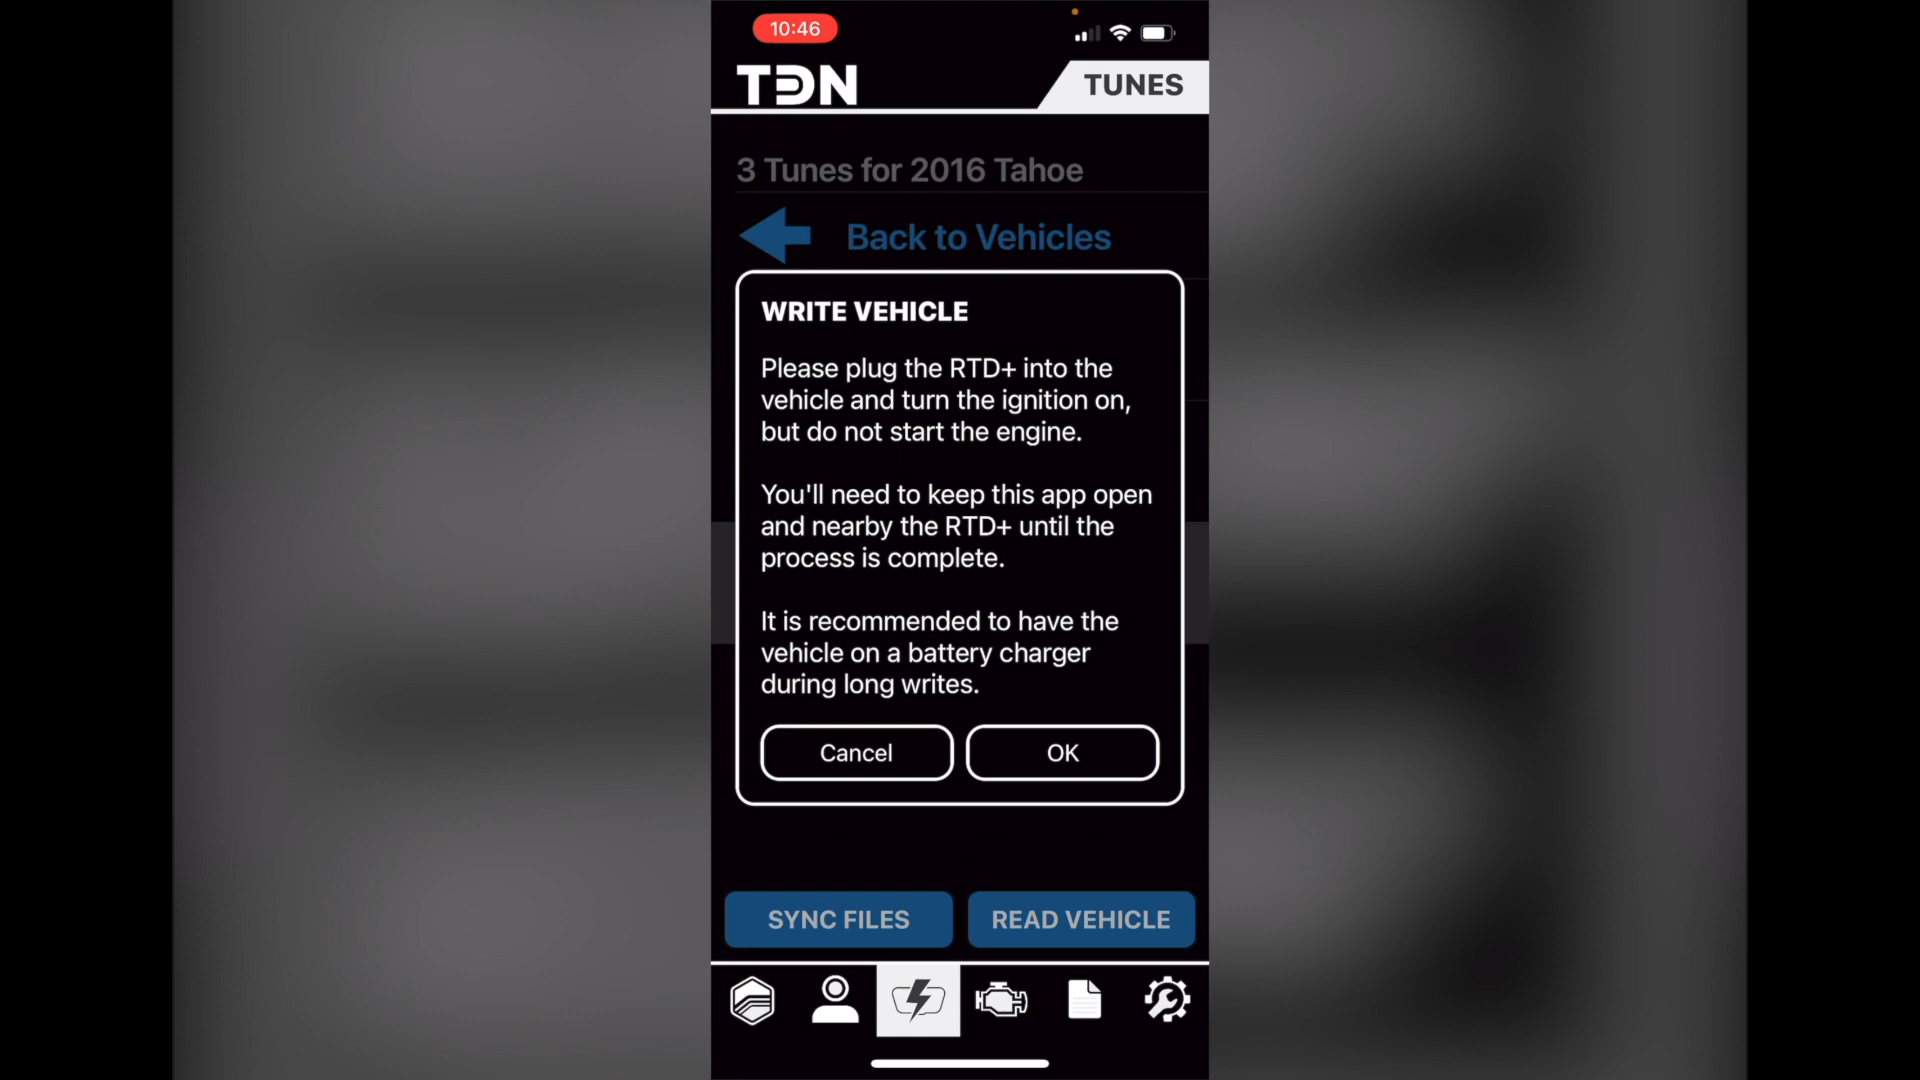 10:46
TDN
TUNES
3 Tunes for 2016 Tahoe
Back to Vehicles
WRITE VEHICLE
Please plug the RTD+ into the
vehicle and turn the ignition on,
but do not start the engine.
You'll need to keep this app open
and nearby the RTD+ until the
process is complete.
It is recommended to have the
vehicle on a battery charger
during long writes.
Cancel
OK
SYNC FILES
READ VEHICLE